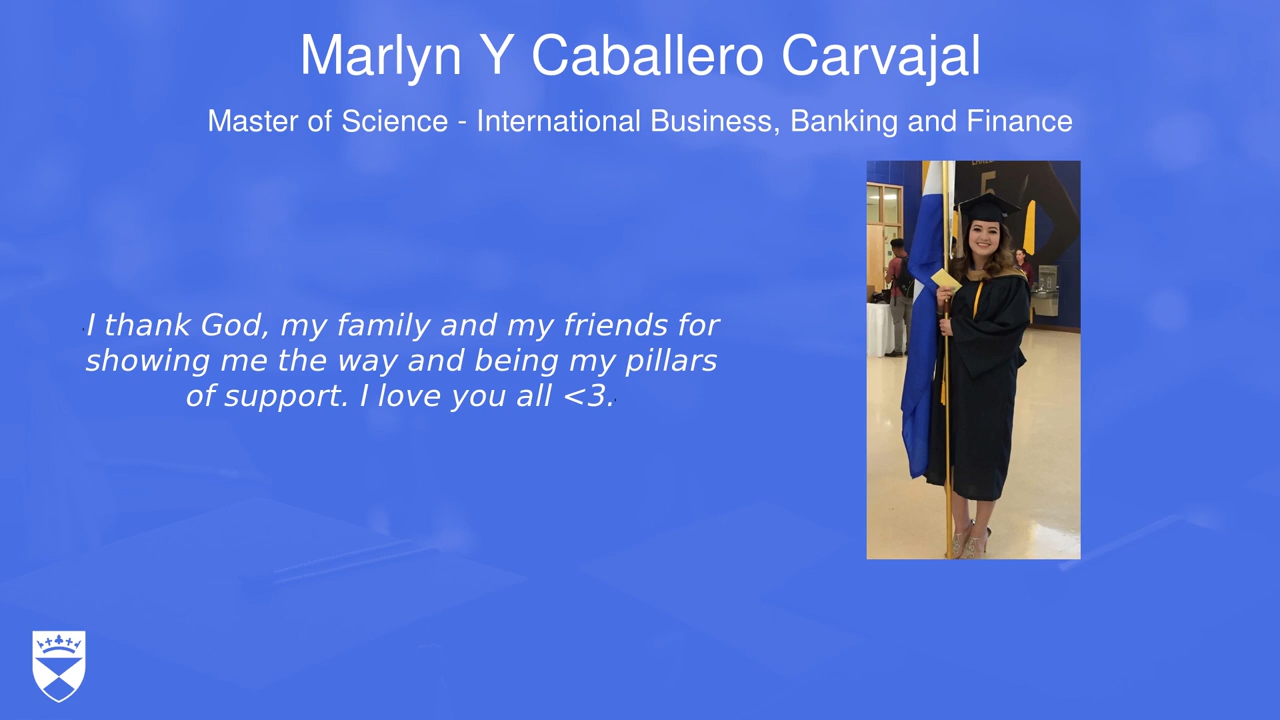 Marlyn Y Caballero Carvajal
Master of Science - International Business, Banking and Finance
I thank God, my family and my friends for
showing me the way and being my pillars
of support. I love you all <3.
5